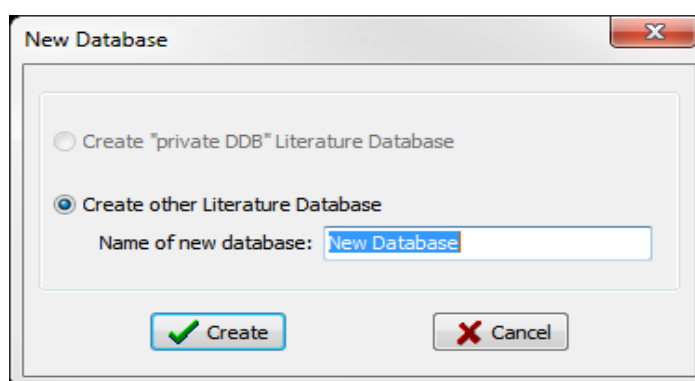 New Database
Create "private DDB" Literature Database
Create other Literature Database
Name of new database: New Database
Create Cancel